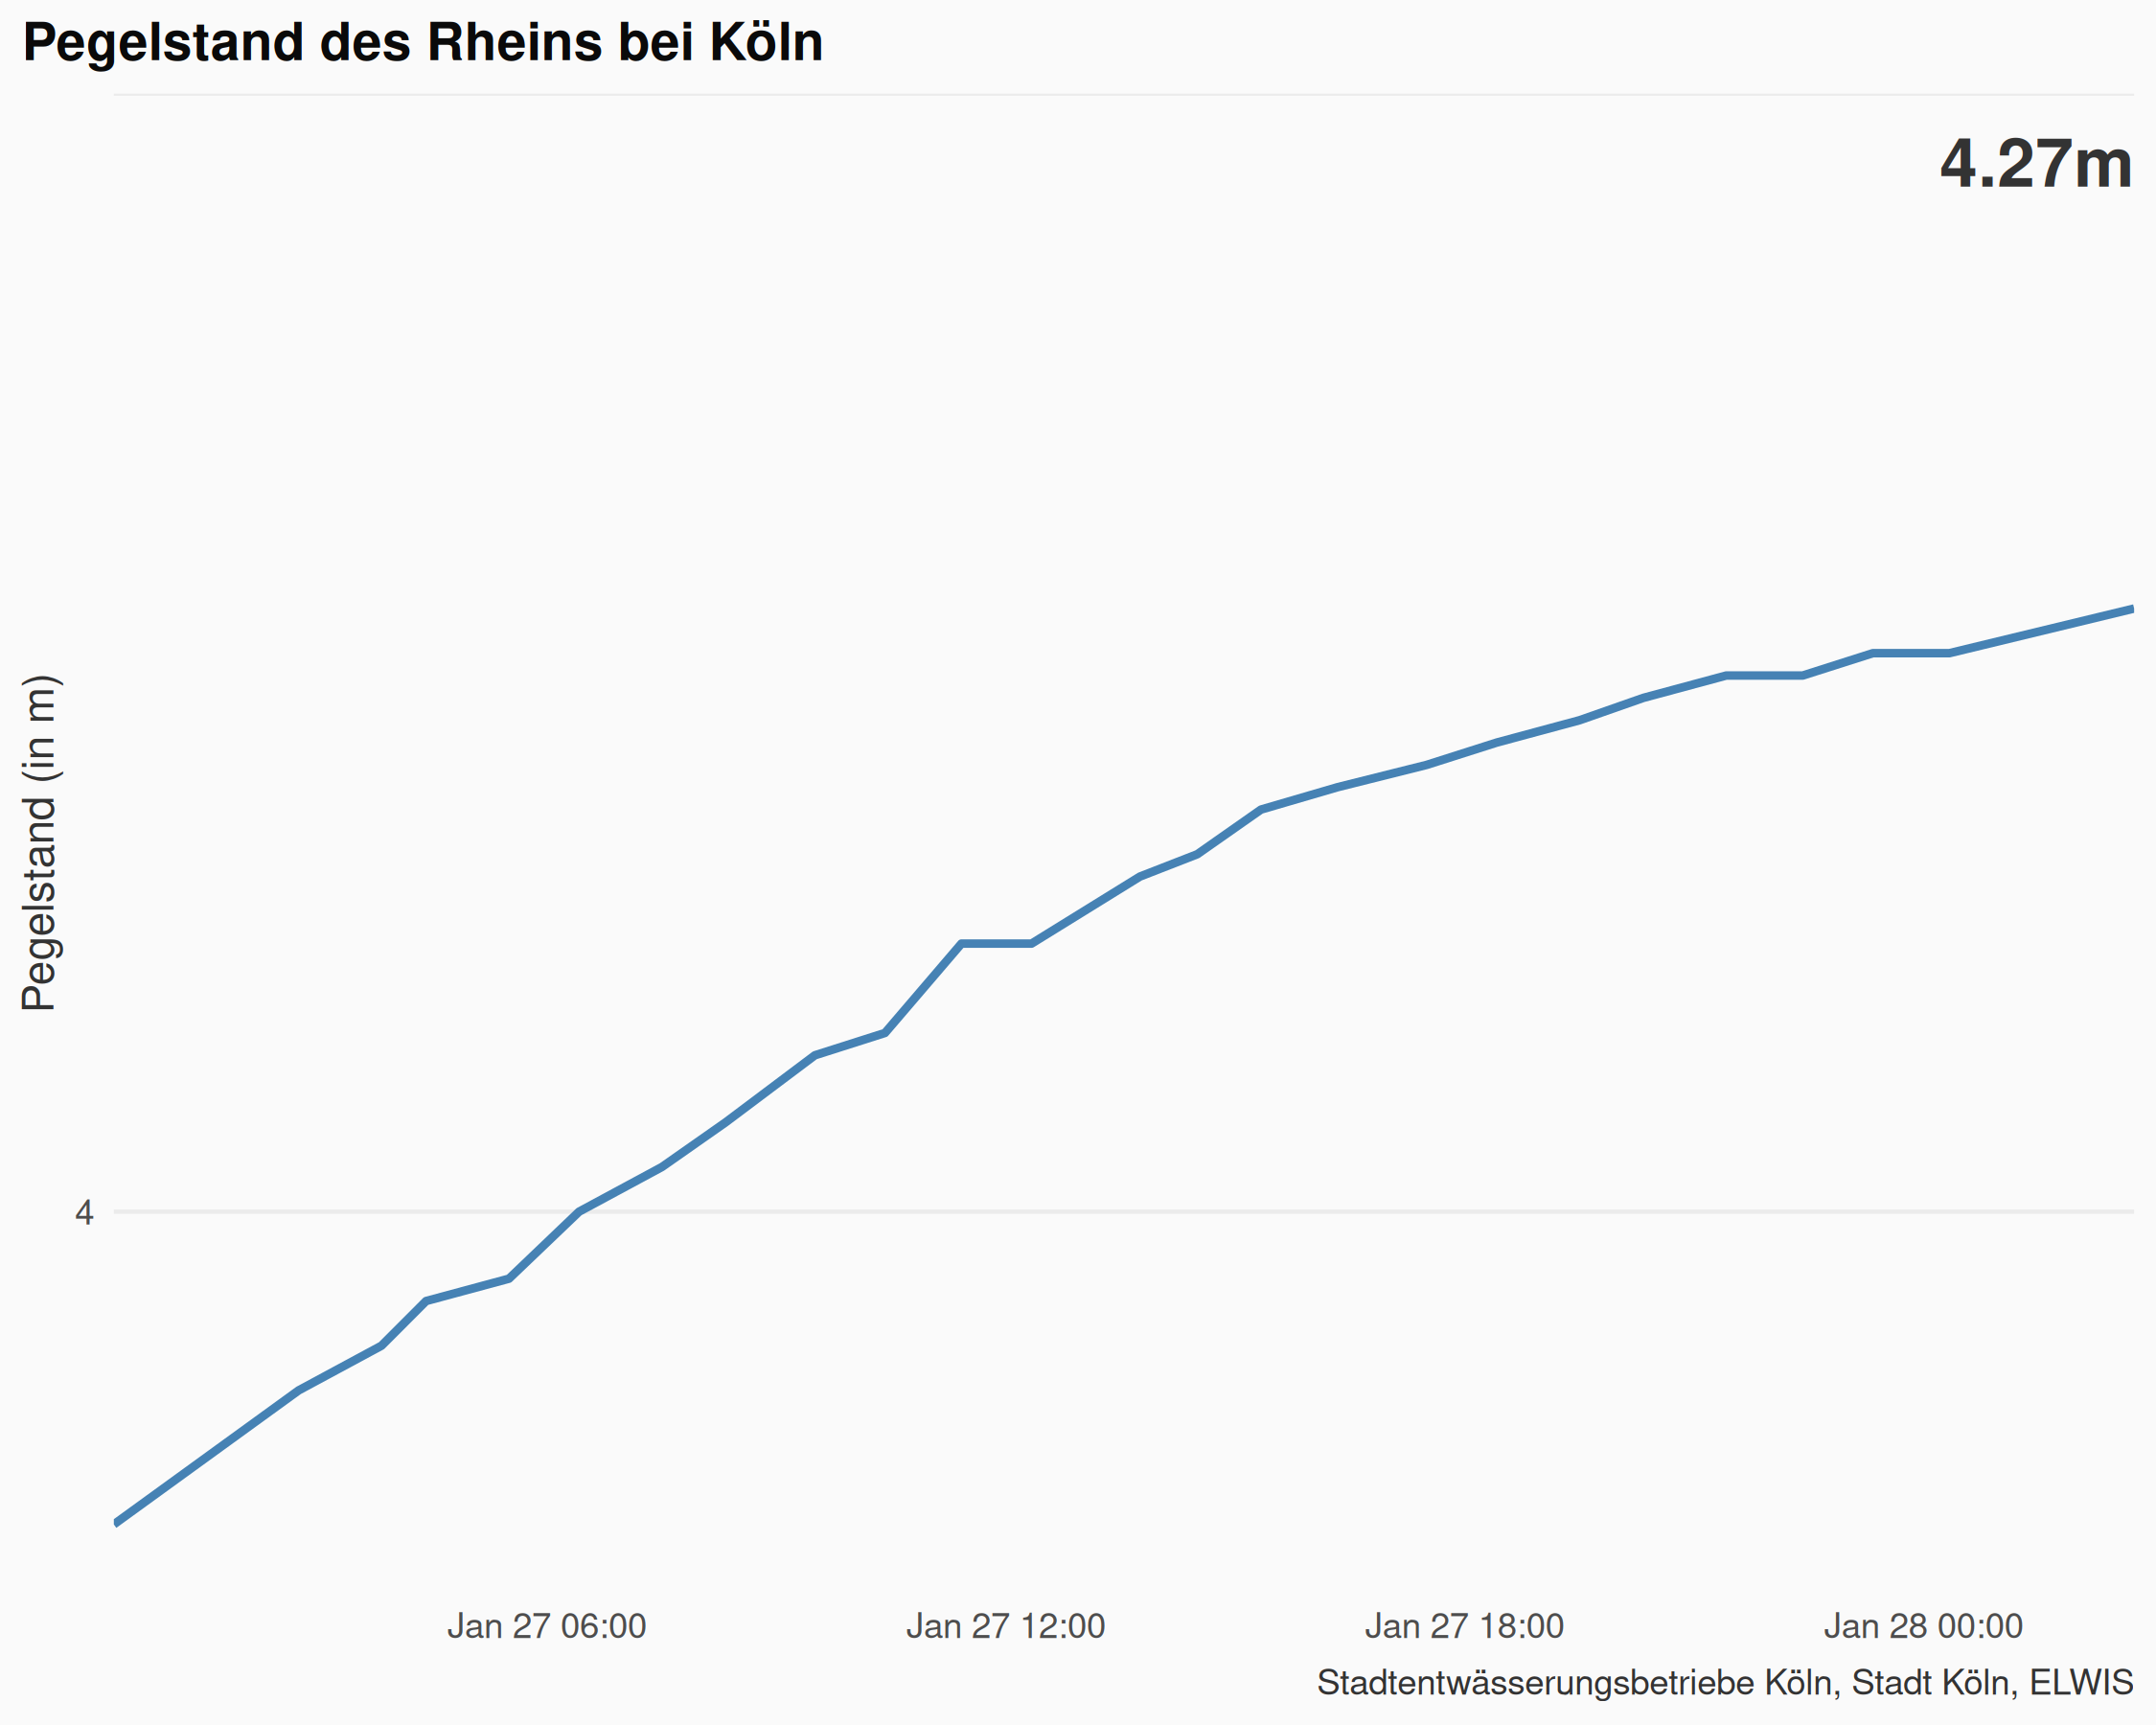 Pegelstand des Rheins bei Köln
4.27m
Pegelstand (in m)
4
Jan 27 06:00
Jan 27 12:00
Jan 27 18:00
Jan 28 00:00
Stadtentwässerungsbetriebe Köln, Stadt Köln, ELWIS